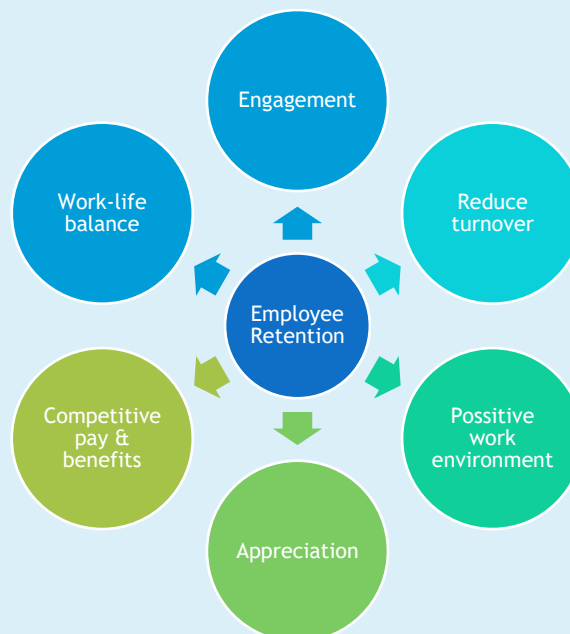 Engagement
Work-life
balance
Reduce
turnover
Employee
Retention
Competitive
pay &
benefits
Possitive
work
environment
Appreciation